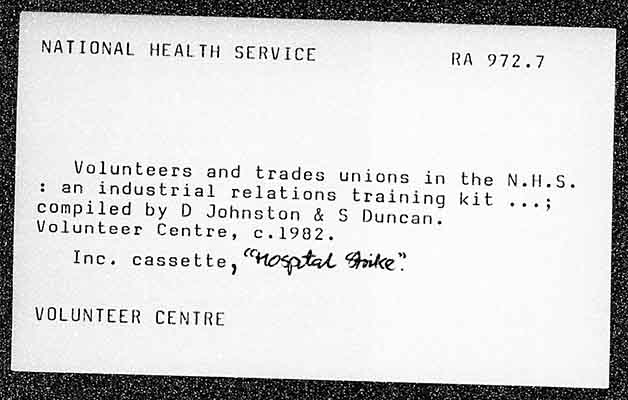 NATIONAL HEALTH SERVICE RA 972.7
Volunteers and trades unions in the N.H.S.
: an industrial relations training kit ...;
compiled by D Johnston & S Duncan.
Volunteer Centre, c.1982.
Inc. cassette, "Hospital Strike".
VOLUNTEER CENTRE